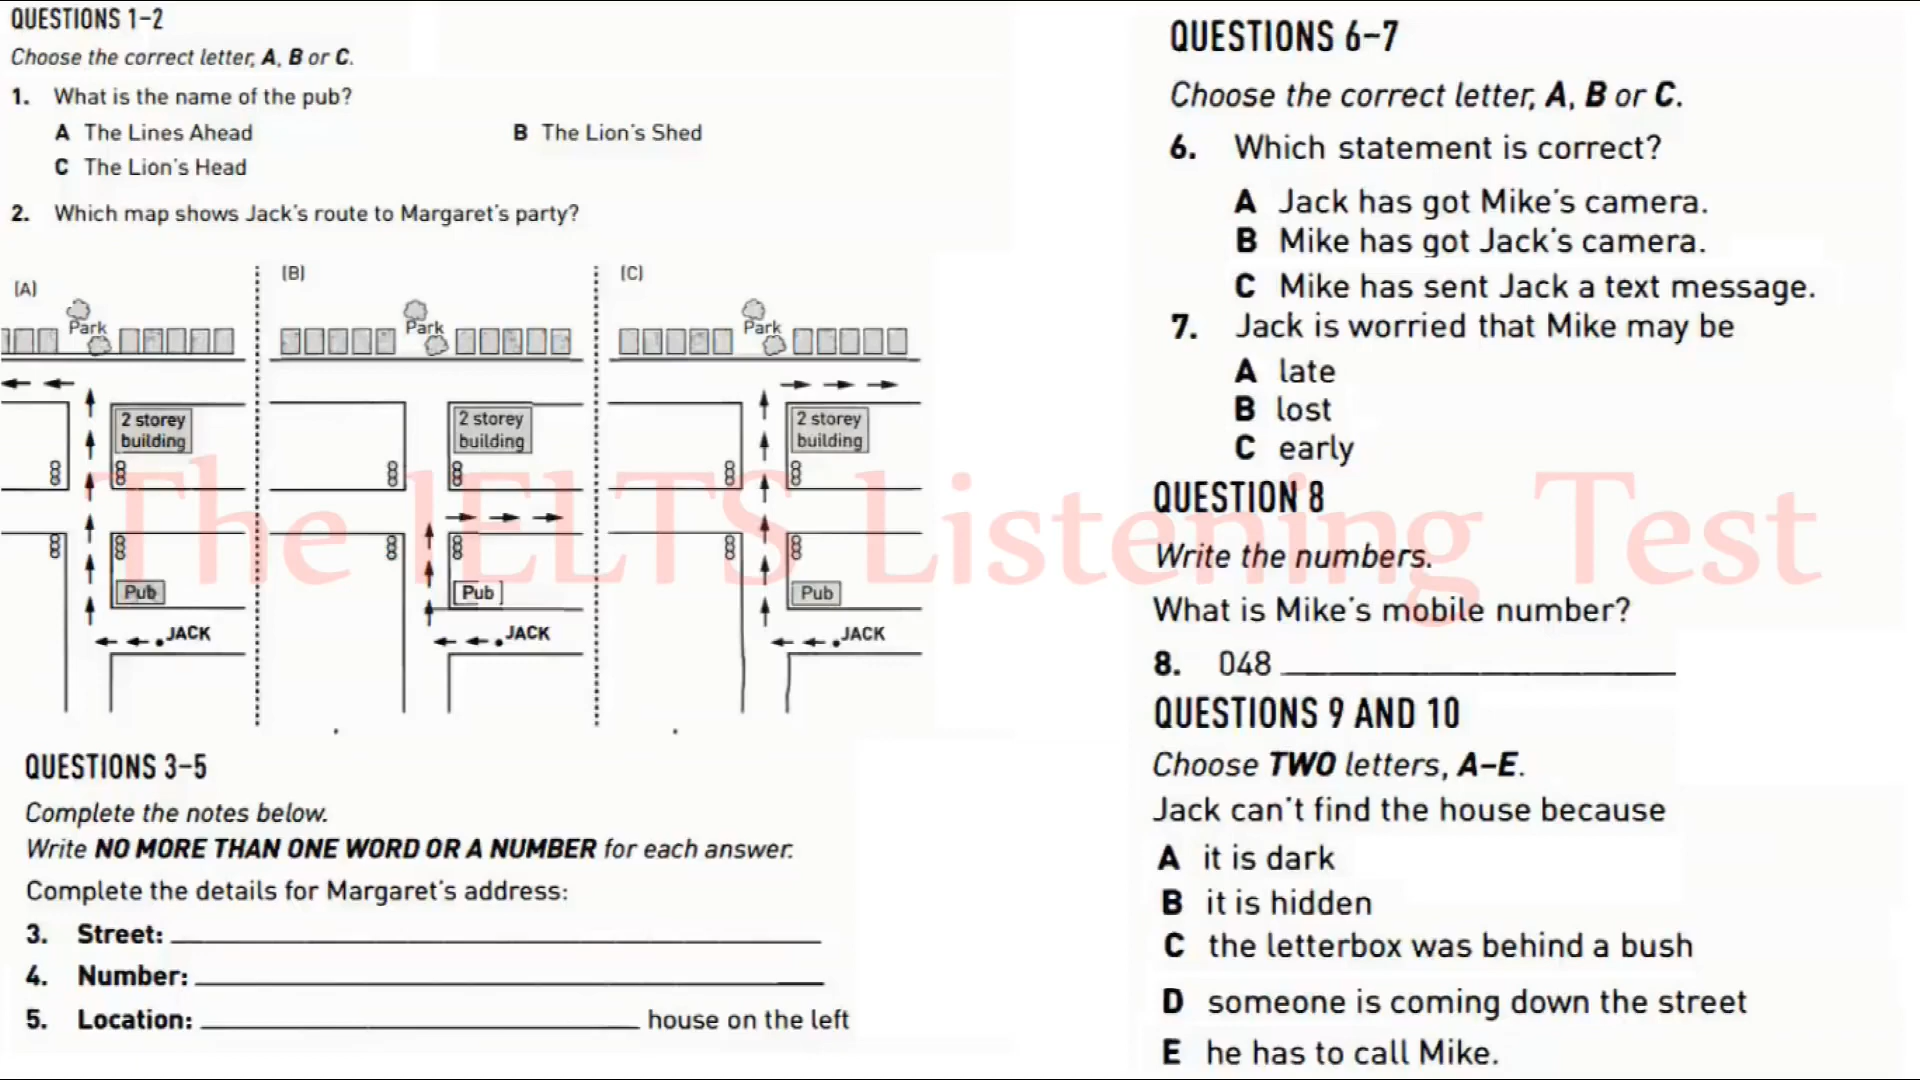 QUESTIONS 1–2
Choose the correct letter, A, B or C.
1. What is the name of the pub?
A The Lines Ahead
B The Lion's Shed
C The Lion's Head
2. Which map shows Jack's route to Margaret's party?
(A)
Park
2 storey
building
Pub
JACK
(B)
Park
2 storey
building
Pub
JACK
(C)
Park
2 storey
building
Pub
JACK
QUESTIONS 3–5
Complete the notes below.
Write NO MORE THAN ONE WORD OR A NUMBER for each answer.
Complete the details for Margaret's address:
3. Street:
4. Number:
5. Location: house on the left
QUESTIONS 6–7
Choose the correct letter, A, B or C.
6. Which statement is correct?
A Jack has got Mike's camera.
B Mike has got Jack's camera.
C Mike has sent Jack a text message.
7. Jack is worried that Mike may be
A late
B lost
C early
QUESTION 8
Write the numbers.
What is Mike's mobile number?
8. 048
QUESTIONS 9 AND 10
Choose TWO letters, A–E.
Jack can't find the house because
A it is dark
B it is hidden
C the letterbox was behind a bush
D someone is coming down the street
E he has to call Mike.
The IELTS Listening Test